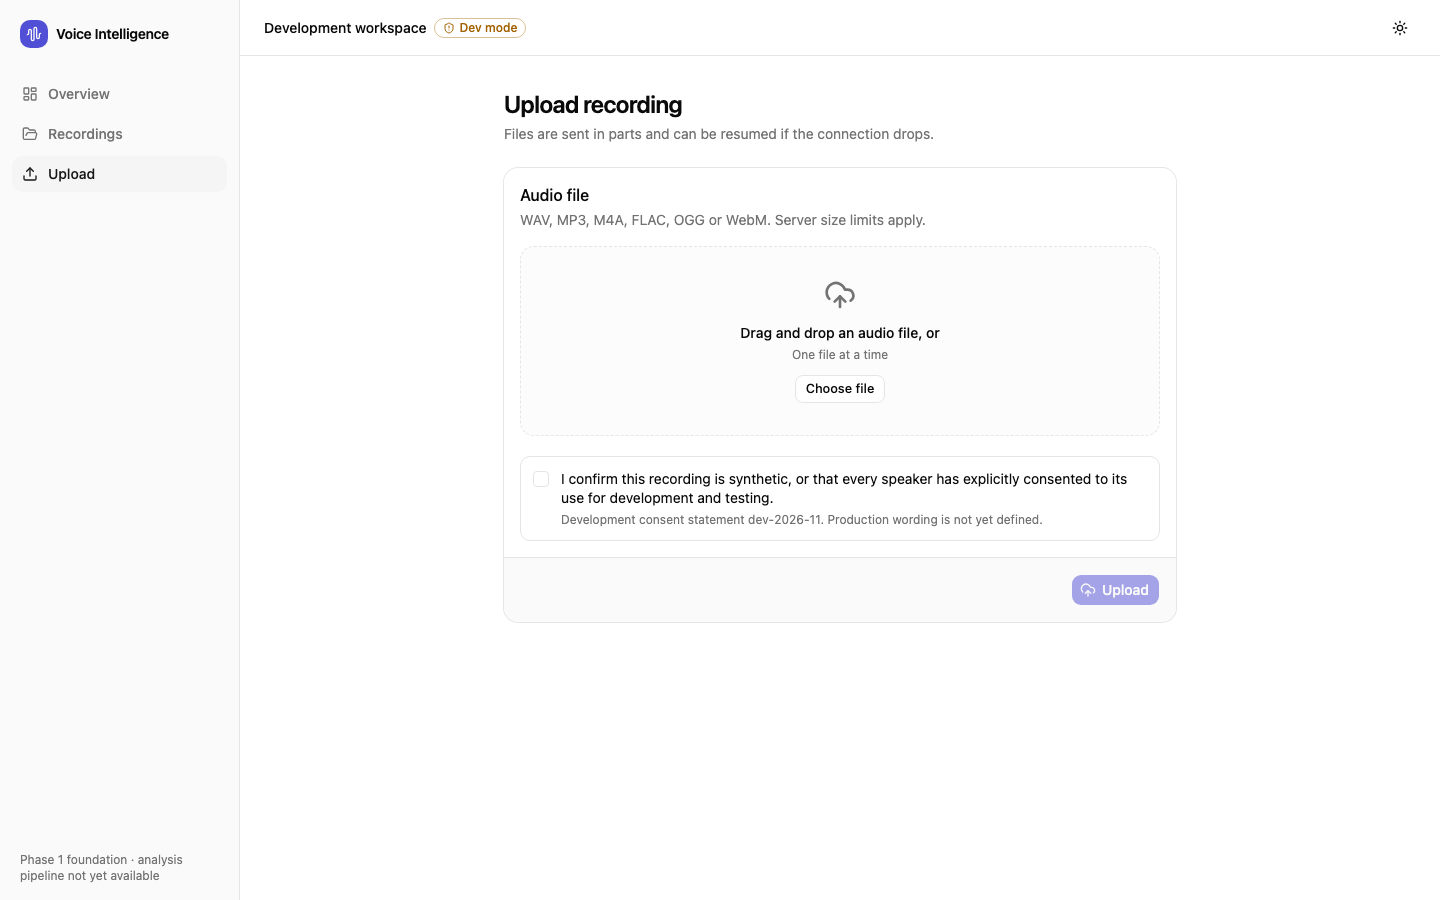 Voice Intelligence
Overview
Recordings
Upload
Phase 1 foundation · analysis
pipeline not yet available
Development workspace
Dev mode
Upload recording
Files are sent in parts and can be resumed if the connection drops.
Audio file
WAV, MP3, M4A, FLAC, OGG or WebM. Server size limits apply.
Drag and drop an audio file, or
One file at a time
Choose file
I confirm this recording is synthetic, or that every speaker has explicitly consented to its
use for development and testing.
Development consent statement dev-2026-11. Production wording is not yet defined.
Upload